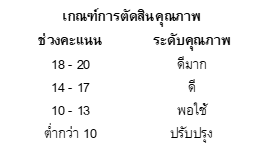 เกณฑ์การตัดสินคุณภาพ
ช่วงคะแนน ระดับคุณภาพ
18 - 20 ดีมาก
14 - 17 ดี
10 - 13 พอใช้
ต่ำกว่า 10 ปรับปรุง